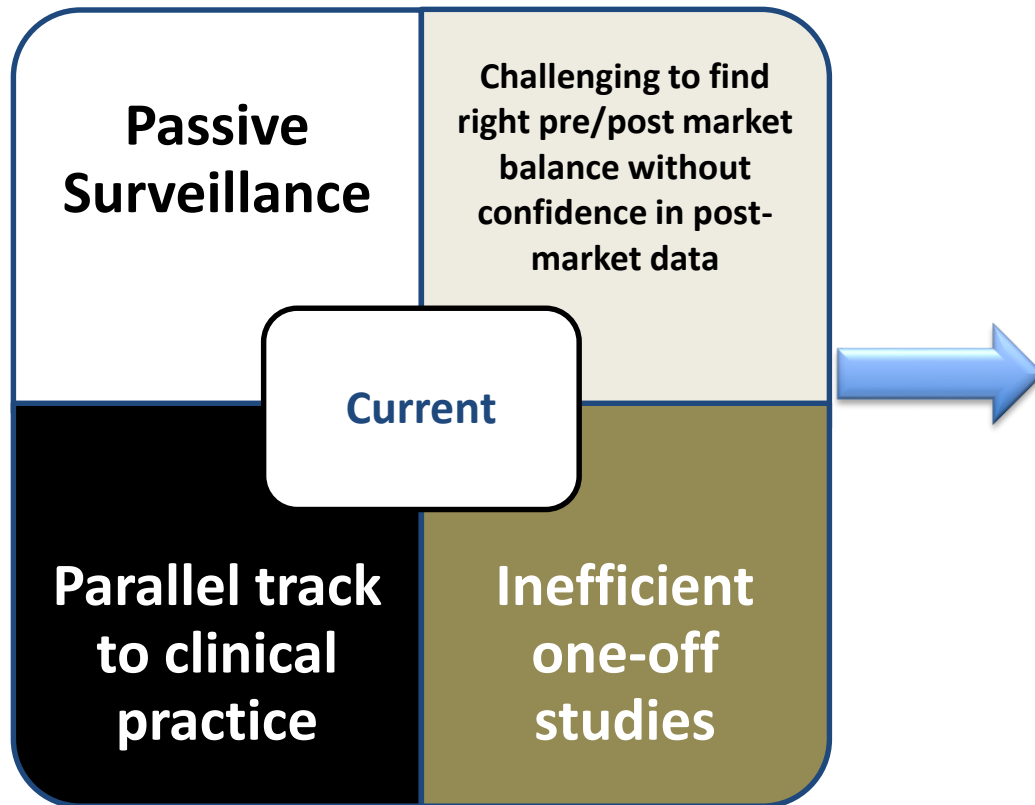 Passive
Surveillance
Challenging to find
right pre/post market
balance without
confidence in post-
market data
Current
Parallel track
to clinical
practice
Inefficient
one-off
studies